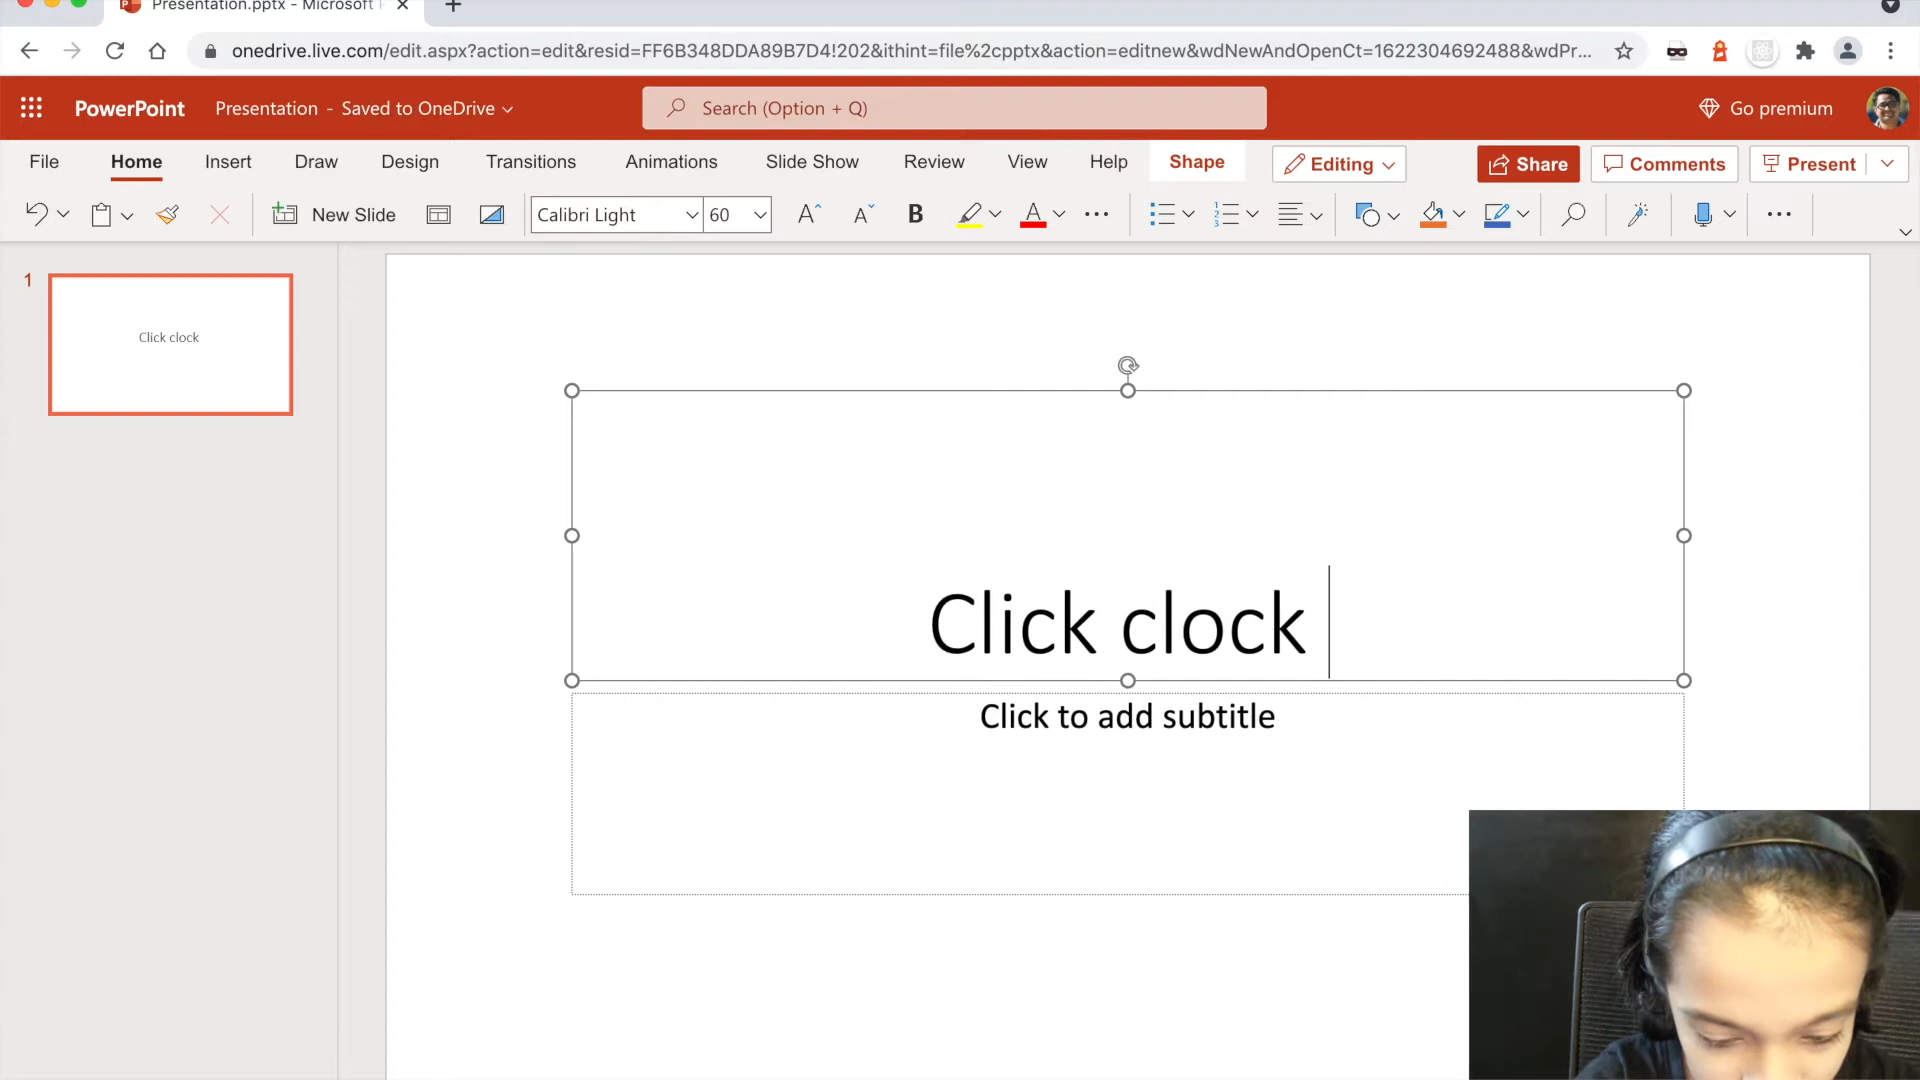 Presentation.pptx - Microsoft
onedrive.live.com/edit.aspx?action=edit&resid=FF6B348DDA89B7D4!202&ithint=file%2cpptx&action=editnew&wdNewAndOpenCt=1622304692488&wdPr...
PowerPoint Presentation - Saved to OneDrive Search (Option + Q) Go premium
File Home Insert Draw Design Transitions Animations Slide Show Review View Help Shape Editing Share Comments Present
New Slide Calibri Light 60 A A B A
1
Click clock
Click clock
Click to add subtitle